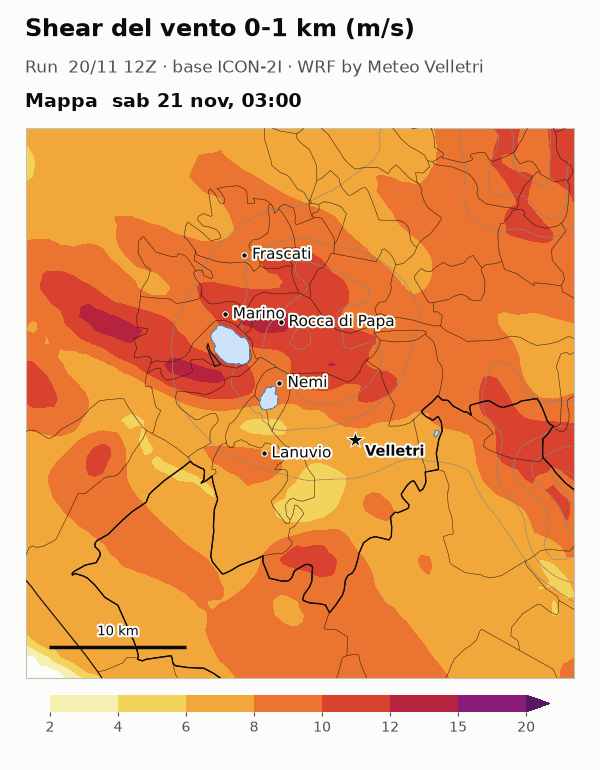 Shear del vento 0-1 km (m/s)
Run  20/11 12Z · base ICON-2I · WRF by Meteo Velletri
Mappa  sab 21 nov, 03:00
Frascati
Marino
Rocca di Papa
Nemi
Velletri
Lanuvio
10 km
2 4 6 8 10 12 15 20